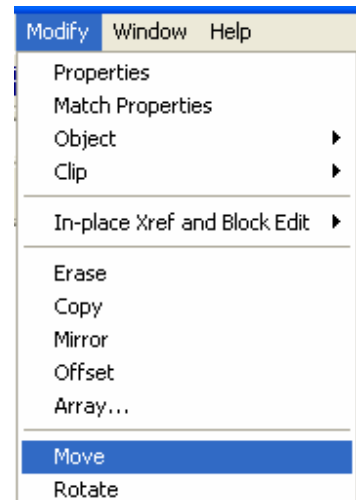 Modify Window Help
Properties
Match Properties
Object
Clip
In-place Xref and Block Edit
Erase
Copy
Mirror
Offset
Array...
Move
Rotate